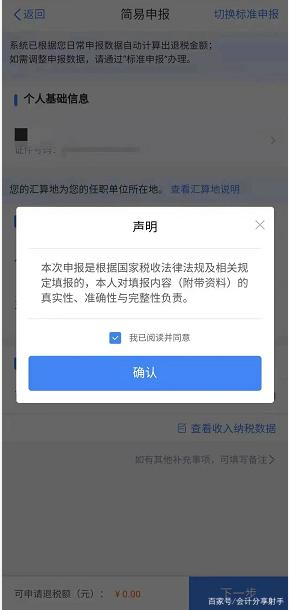 返回
简易申报
切换标准申报
系统已根据您日常申报数据自动计算出退税金额；
如需调整申报数据，请通过“标准申报”办理。
个人基础信息
证件号码：
您的汇算地为您的任职单位所在地。 查看汇算地说明
声明
本次申报是根据国家税收法律法规及相关规
定填报的，本人对填报内容（附带资料）的
真实性、准确性与完整性负责。
我已阅读并同意
确认
查看收入纳税数据
如有其他补充事项，可填写备注
可申请退税额（元）： ￥0.00
下一步
百家号/会计分享射手